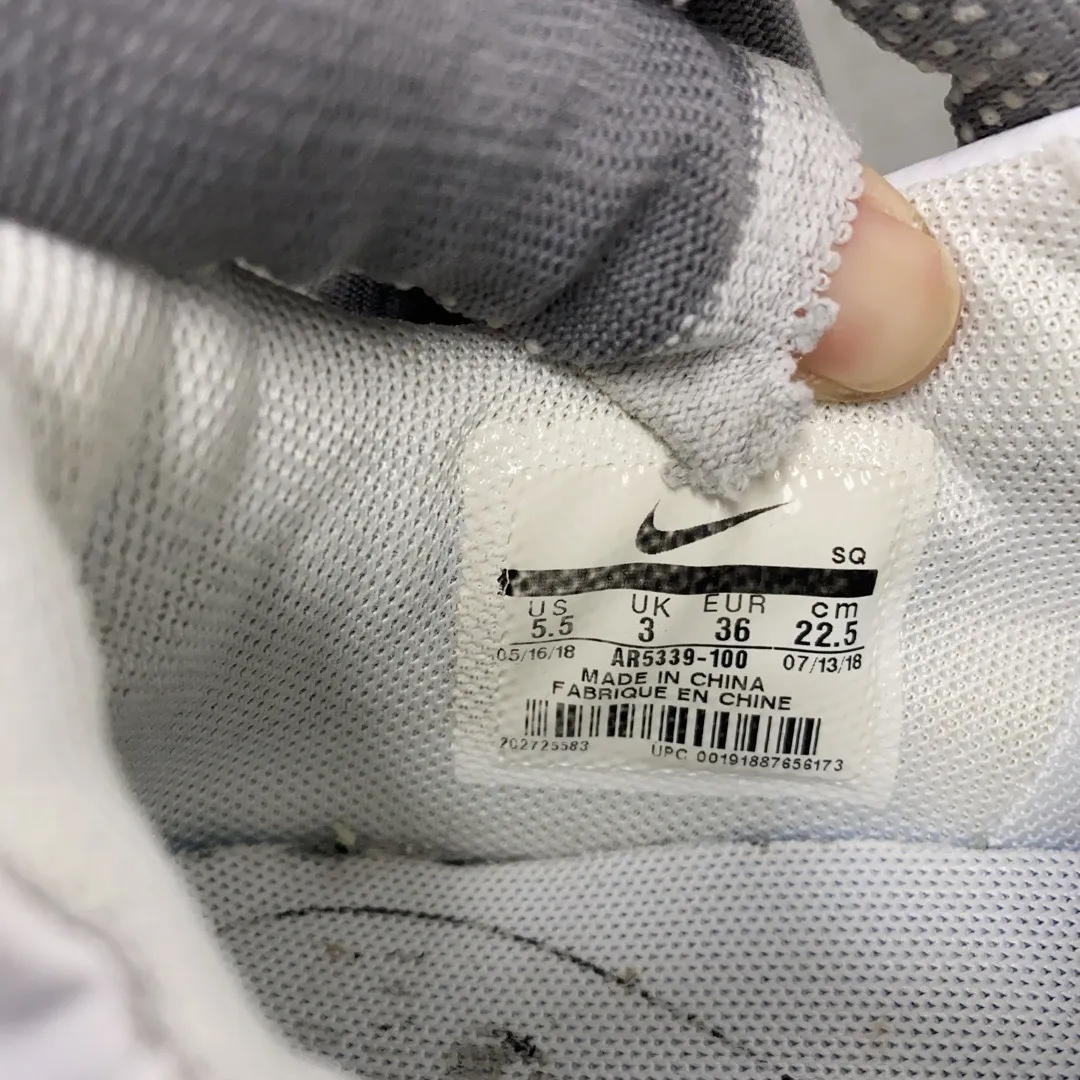 SQ
US UK EUR cm
5.5 3 36 22.5
05/16/18 AR5339-100 07/13/18
MADE IN CHINA
FABRIQUE EN CHINE
202725583 UPC 00191887656173